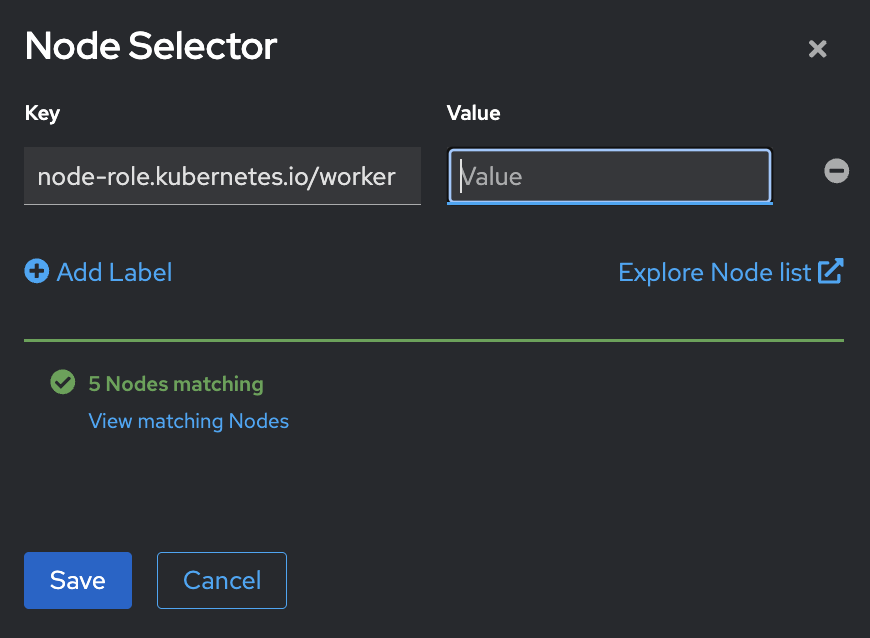 Node Selector
Key
Value
node-role.kubernetes.io/worker
Value
Add Label
Explore Node list
5 Nodes matching
View matching Nodes
Save
Cancel